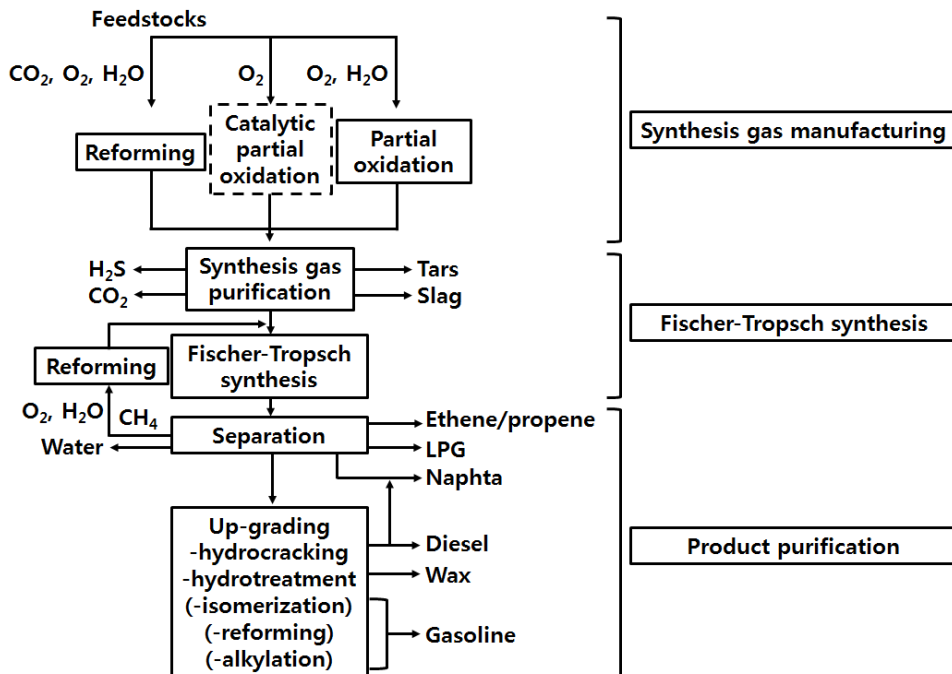 Feedstocks
CO₂, O₂, H₂O
O₂
O₂, H₂O
Reforming
Catalytic
partial
oxidation
Partial
oxidation
Synthesis gas manufacturing
H₂S
CO₂
Synthesis gas
purification
Tars
Slag
Reforming
Fischer-Tropsch
synthesis
Fischer-Tropsch synthesis
O₂, H₂O
CH₄
Water
Separation
Ethene/propene
LPG
Naphta
Up-grading
-hydrocracking
-hydrotreatment
(-isomerization)
(-reforming)
(-alkylation)
Diesel
Wax
Gasoline
Product purification